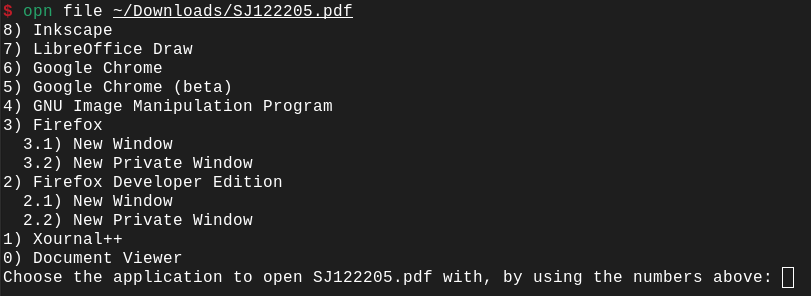 $ opn file ~/Downloads/SJ122205.pdf
8) Inkscape
7) LibreOffice Draw
6) Google Chrome
5) Google Chrome (beta)
4) GNU Image Manipulation Program
3) Firefox
  3.1) New Window
  3.2) New Private Window
2) Firefox Developer Edition
  2.1) New Window
  2.2) New Private Window
1) Xournal++
0) Document Viewer
Choose the application to open SJ122205.pdf with, by using the numbers above: